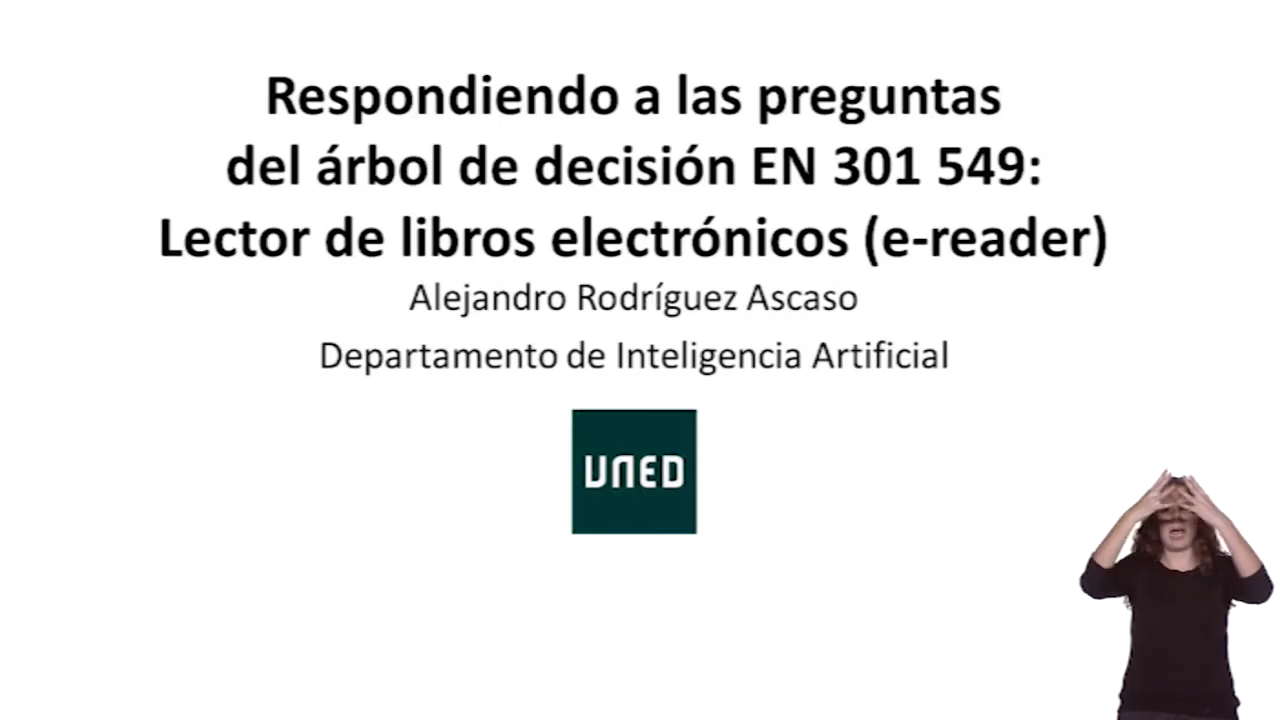 Respondiendo a las preguntas
del árbol de decisión EN 301 549:
Lector de libros electrónicos (e-reader)
Alejandro Rodríguez Ascaso
Departamento de Inteligencia Artificial
UNED